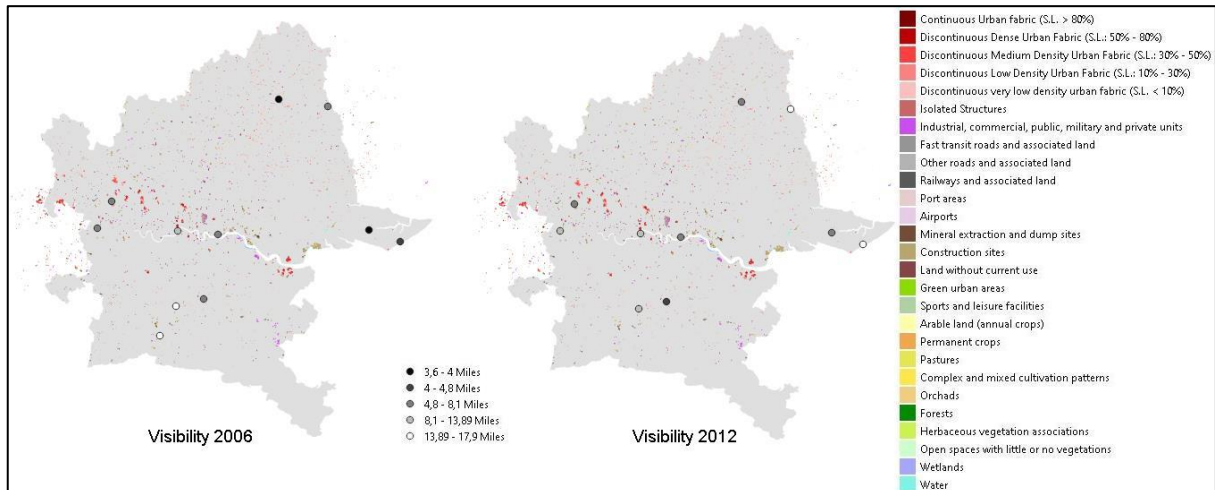 Continuous Urban fabric (S.L. > 80%)
Discontinuous Dense Urban Fabric (S.L.: 50% - 80%)
Discontinuous Medium Density Urban Fabric (S.L.: 30% - 50%)
Discontinuous Low Density Urban Fabric (S.L.: 10% - 30%)
Discontinuous very low density urban fabric (S.L. < 10%)
Isolated Structures
Industrial, commercial, public, military and private units
Fast transit roads and associated land
Other roads and associated land
Railways and associated land
Port areas
Airports
Mineral extraction and dump sites
Construction sites
Land without current use
Green urban areas
Sports and leisure facilities
Arable land (annual crops)
Permanent crops
Pastures
Complex and mixed cultivation patterns
Orchads
Forests
Herbaceous vegetation associations
Open spaces with little or no vegetations
Wetlands
Water
3,6 - 4 Miles
4 - 4,8 Miles
4,8 - 8,1 Miles
8,1 - 13,89 Miles
13,89 - 17,9 Miles
Visibility 2006
Visibility 2012